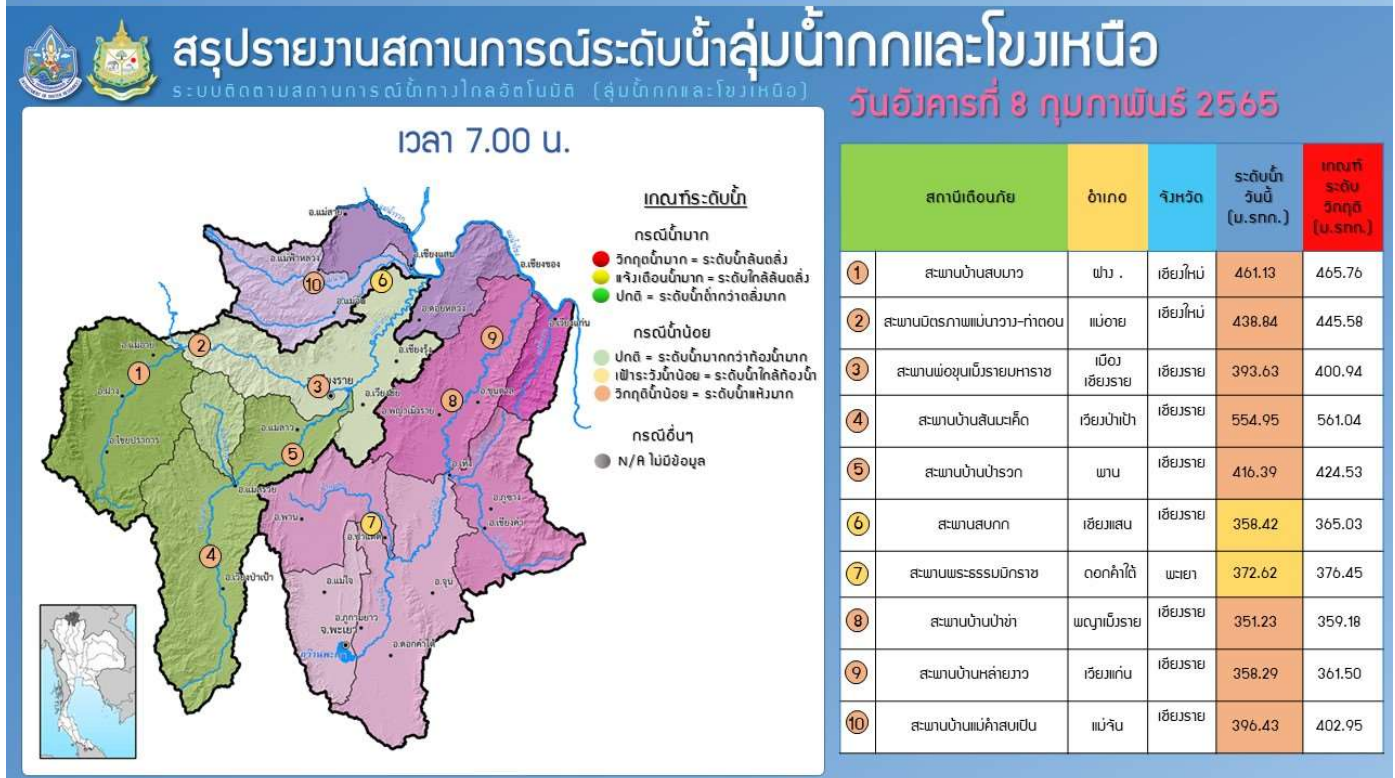 สรุปรายงานสถานการณ์ระดับน้ำลุ่มน้ำกกและโขงเหนือ
ระบบติดตามสถานการณ์น้ำทางไกลอัตโนมัติ (ลุ่มน้ำกกและโขงเหนือ)
วันอังคารที่ 8 กุมภาพันธ์ 2565
เวลา 7.00 น.
เกณฑ์ระดับน้ำ
กรณีน้ำมาก
วิกฤตน้ำมาก = ระดับน้ำล้นตลิ่ง
แจ้งเตือนน้ำมาก = ระดับใกล้ล้นตลิ่ง
ปกติ = ระดับน้ำต่ำกว่าตลิ่งมาก
กรณีน้ำน้อย
ปกติ = ระดับน้ำมากกว่าท้องน้ำมาก
เฝ้าระวังน้ำน้อย = ระดับน้ำใกล้ท้องน้ำ
วิกฤติน้ำน้อย = ระดับน้ำแห้งมาก
กรณีอื่นๆ
N/A ไม่มีข้อมูล
อ.แม่สาย
อ.แม่ฟ้าหลวง
อ.เชียงแสน
อ.เชียงของ
10
6
อ.ดอยหลวง
อ.เวียงแก่น
9
2
อ.เชียงรุ้ง
1
3
อ.ฝาง
อ.พญาเม็งราย
8
อ.ขุนตาล
อ.ไชยปราการ
อ.แม่ลาว
5
อ.เทิง
อ.แม่สรวย
อ.ภูซาง
อ.พาน
7
อ.เชียงคำ
4
อ.เวียงป่าเป้า
อ.แม่ใจ
อ.จุน
อ.ภูกามยาว
จ.พะเยา
อ.ดอกคำใต้
กว๊านพะเยา
สถานีเตือนภัย อำเภอ จังหวัด ระดับน้ำวันนี้ (ม.รทก.) เกณฑ์ระดับวิกฤติ (ม.รทก.)
1 สะพานบ้านสบมาว ฝาง . เชียงใหม่ 461.13 465.76
2 สะพานมิตรภาพแม่นาวาง-ท่าตอน แม่อาย เชียงใหม่ 438.84 445.58
3 สะพานพ่อขุนเม็งรายมหาราช เมืองเชียงราย เชียงราย 393.63 400.94
4 สะพานบ้านสันมะเค็ด เวียงป่าเป้า เชียงราย 554.95 561.04
5 สะพานบ้านป่ารวก พาน เชียงราย 416.39 424.53
6 สะพานสบกก เชียงแสน เชียงราย 358.42 365.03
7 สะพานพระธรรมมิกราช ดอกคำใต้ พะเยา 372.62 376.45
8 สะพานบ้านป่าข่า พญาเม็งราย เชียงราย 351.23 359.18
9 สะพานบ้านหล่ายงาว เวียงแก่น เชียงราย 358.29 361.50
10 สะพานบ้านแม่คำสบเปิน แม่จัน เชียงราย 396.43 402.95